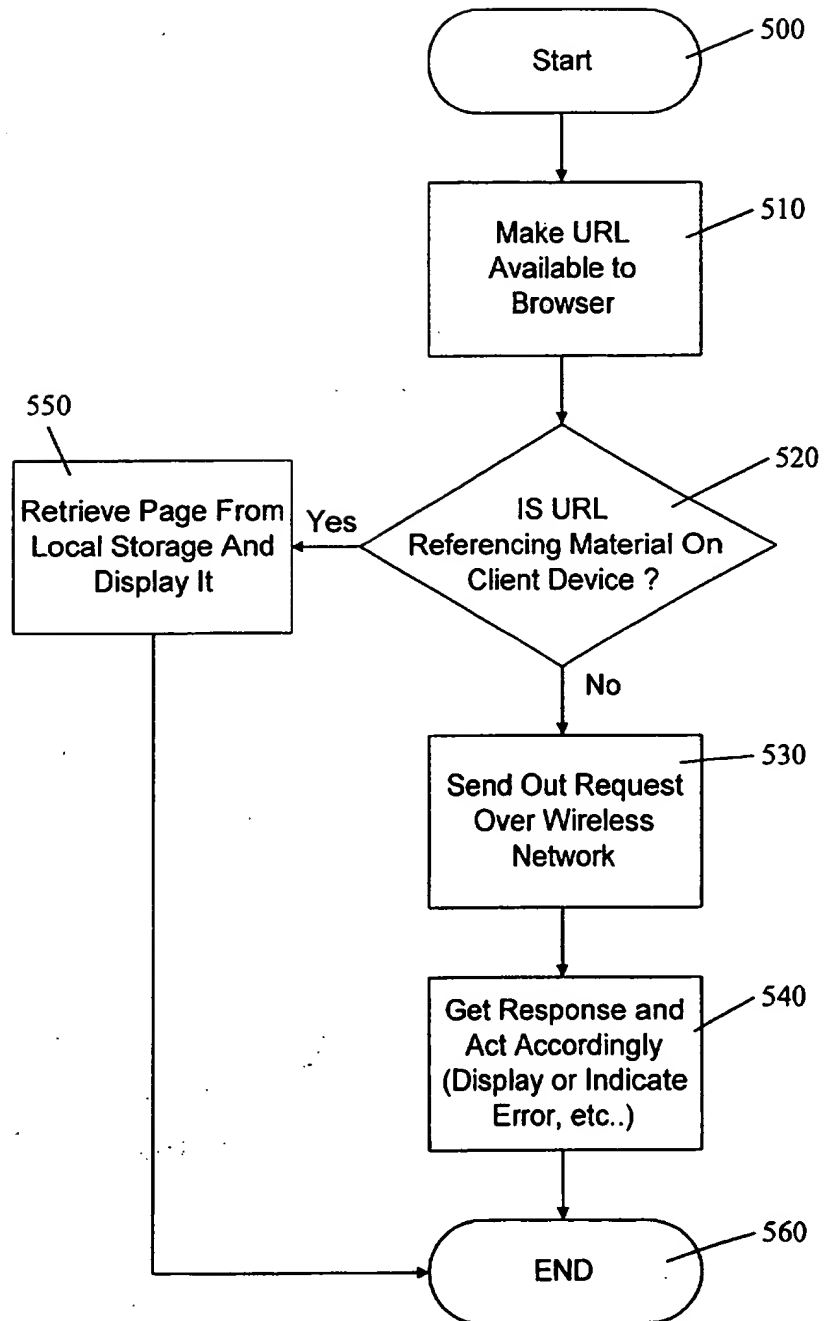 500
Start
510
Make URL
Available to
Browser
550
520
Retrieve Page From
Local Storage And
Display It
Yes
IS URL
Referencing Material On
Client Device ?
No
530
Send Out Request
Over Wireless
Network
540
Get Response and
Act Accordingly
(Display or Indicate
Error, etc..)
560
END